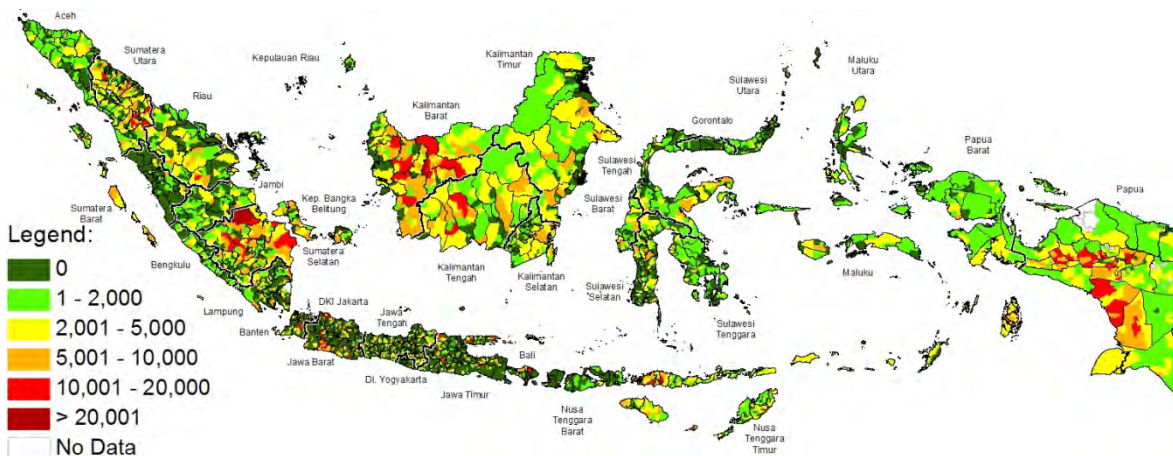 Aceh
Sumatera
Utara
Kepulauan Riau
Riau
Kalimantan
Timur
Kalimantan
Barat
Sulawesi
Utara
Maluku
Utara
Gorontalo
Papua
Barat
Papua
Sulawesi
Tengah
Sulawesi
Barat
Jambi
Kep. Bangka
Belitung
Sumatera
Barat
Sumatera
Selatan
Bengkulu
Kalimantan
Tengah
Kalimantan
Selatan
Sulawesi
Selatan
Maluku
Sulawesi
Tenggara
Lampung
DKI Jakarta
Banten
Jawa
Tengah
Jawa Barat
DI. Yogyakarta
Jawa Timur
Bali
Nusa
Tenggara
Barat
Nusa
Tenggara
Timur
Legend:
0
1 - 2,000
2,001 - 5,000
5,001 - 10,000
10,001 - 20,000
> 20,001
No Data